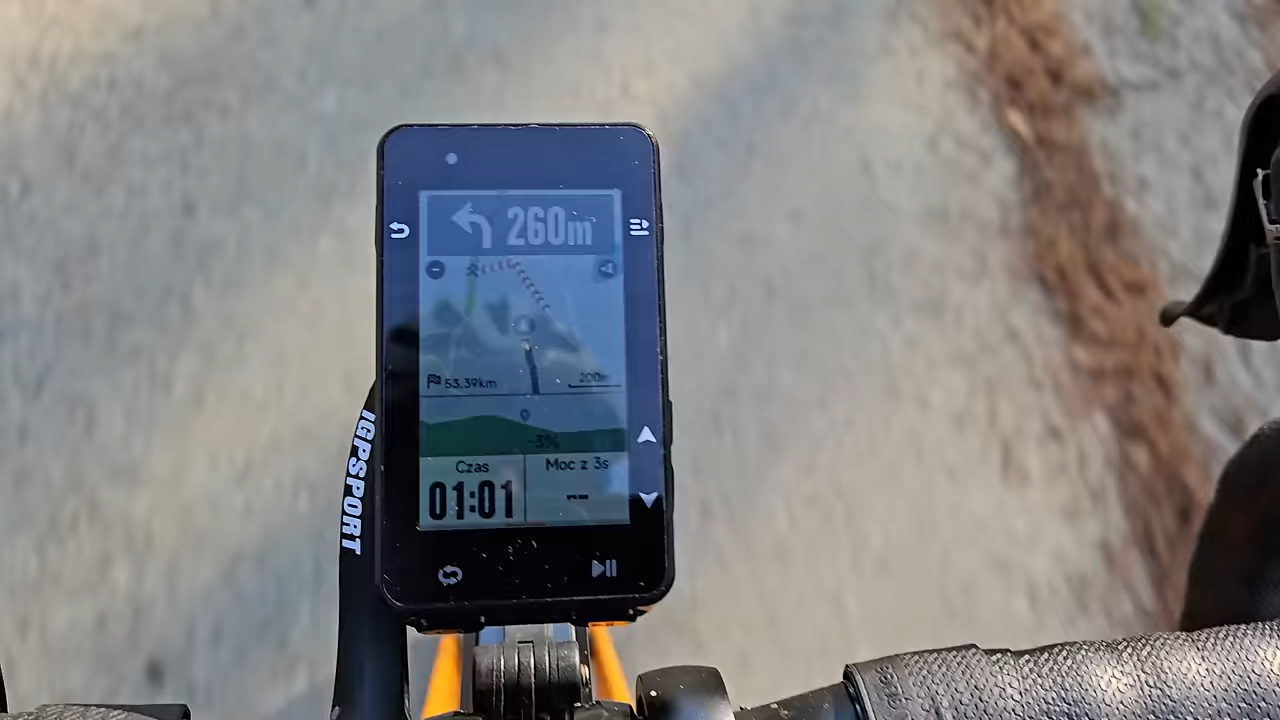 260m
53,39km
200m
-3%
Czas
Moc z 3s
01:01
--
IGPSPORT